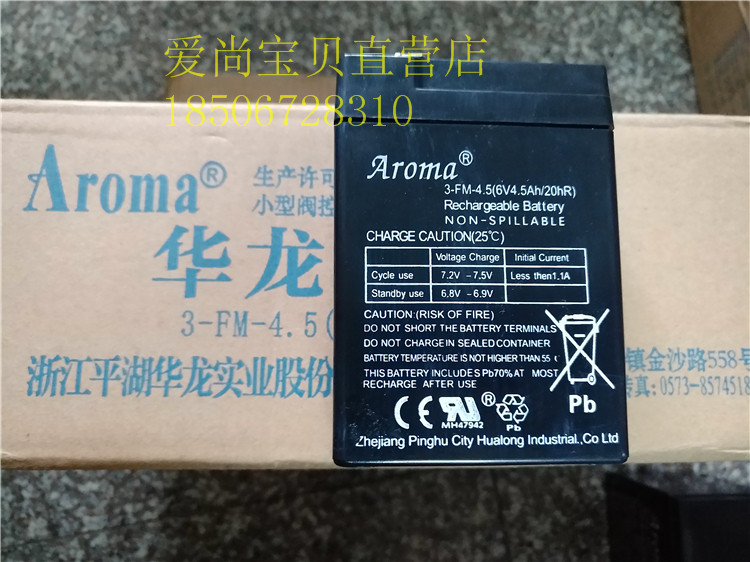 爱尚宝贝直营店
18506728310
Aroma®
生产许可
小型阀控
华龙
3-FM-4.5(
浙江平湖华龙实业股份
镇金沙路558号
传真:0573-8574518
Aroma®
3-FM-4.5(6V4.5Ah/20hR)
Rechargeable Battery
NON-SPILLABLE
CHARGE CAUTION(25℃)
Voltage Charge Initial Current
Cycle use 7.2V -7.5V Less then1.1A
Standby use 6.8V -6.9V
CAUTION:(RISK OF FIRE)
DO NOT SHORT THE BATTERY TERMINALS
DO NOT CHARGE IN SEALED CONTAINER
BATTERY TEMPERATURE IS NOT HIGHER THAN 55℃
THIS BATTERY INCLUDES Pb70% AT MOST
RECHARGE AFTER USE
CE RU® Pb Pb
MH47942
Zhejiang Pinghu City Hualong Industrial.,Co Ltd